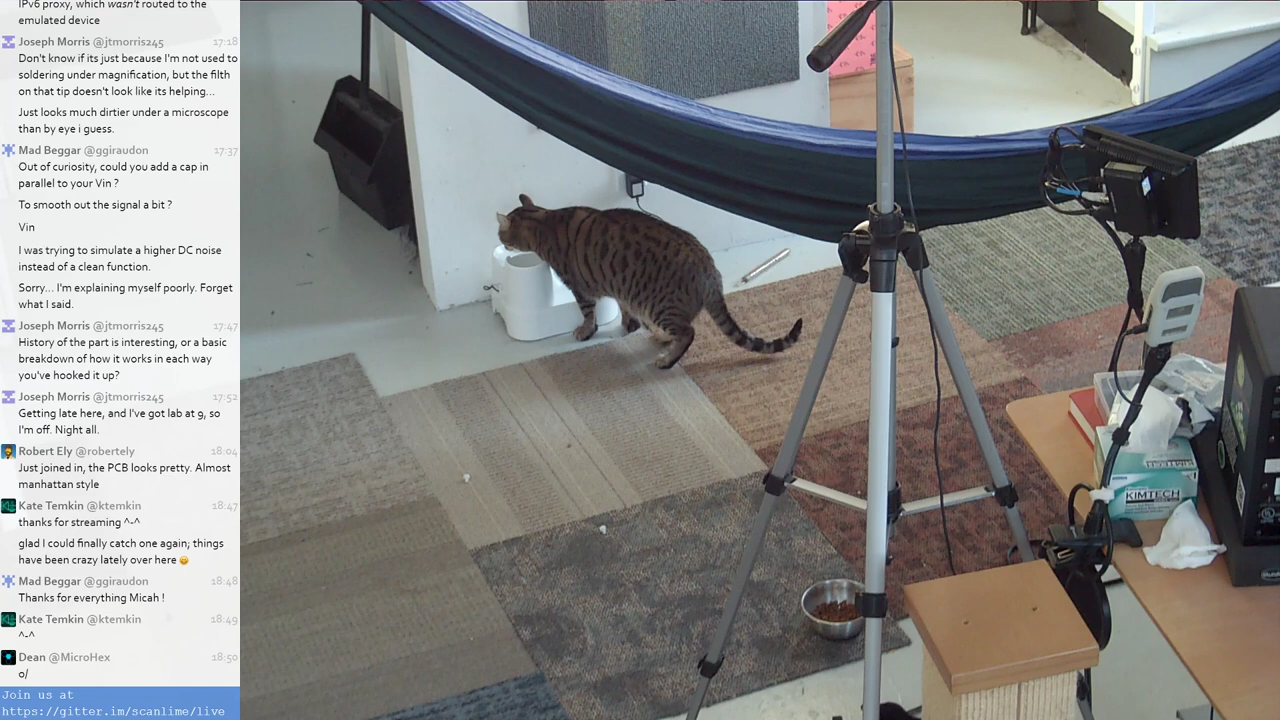 IPv6 proxy, which wasn't routed to the
emulated device
Joseph Morris @jtmorris245 17:18
Don't know if its just because I'm not used to
soldering under magnification, but the filth
on that tip doesn't look like its helping...
Just looks much dirtier under a microscope
than by eye i guess.
Mad Beggar @ggiraudon 17:37
Out of curiosity, could you add a cap in
parallel to your Vin ?
To smooth out the signal a bit ?
Vin
I was trying to simulate a higher DC noise
instead of a clean function.
Sorry... I'm explaining myself poorly. Forget
what I said.
Joseph Morris @jtmorris245 17:47
History of the part is interesting, or a basic
breakdown of how it works in each way
you've hooked it up?
Joseph Morris @jtmorris245 17:52
Getting late here, and I've got lab at 9, so
I'm off. Night all.
Robert Ely @robertely 18:04
Just joined in, the PCB looks pretty. Almost
manhattan style
Kate Temkin @ktemkin 18:47
thanks for streaming ^-^
glad I could finally catch one again; things
have been crazy lately over here
Mad Beggar @ggiraudon 18:48
Thanks for everything Micah !
Kate Temkin @ktemkin 18:49
^-^
Dean @MicroHex 18:50
o/
Join us at
https://gitter.im/scanlime/live
KIMTECH